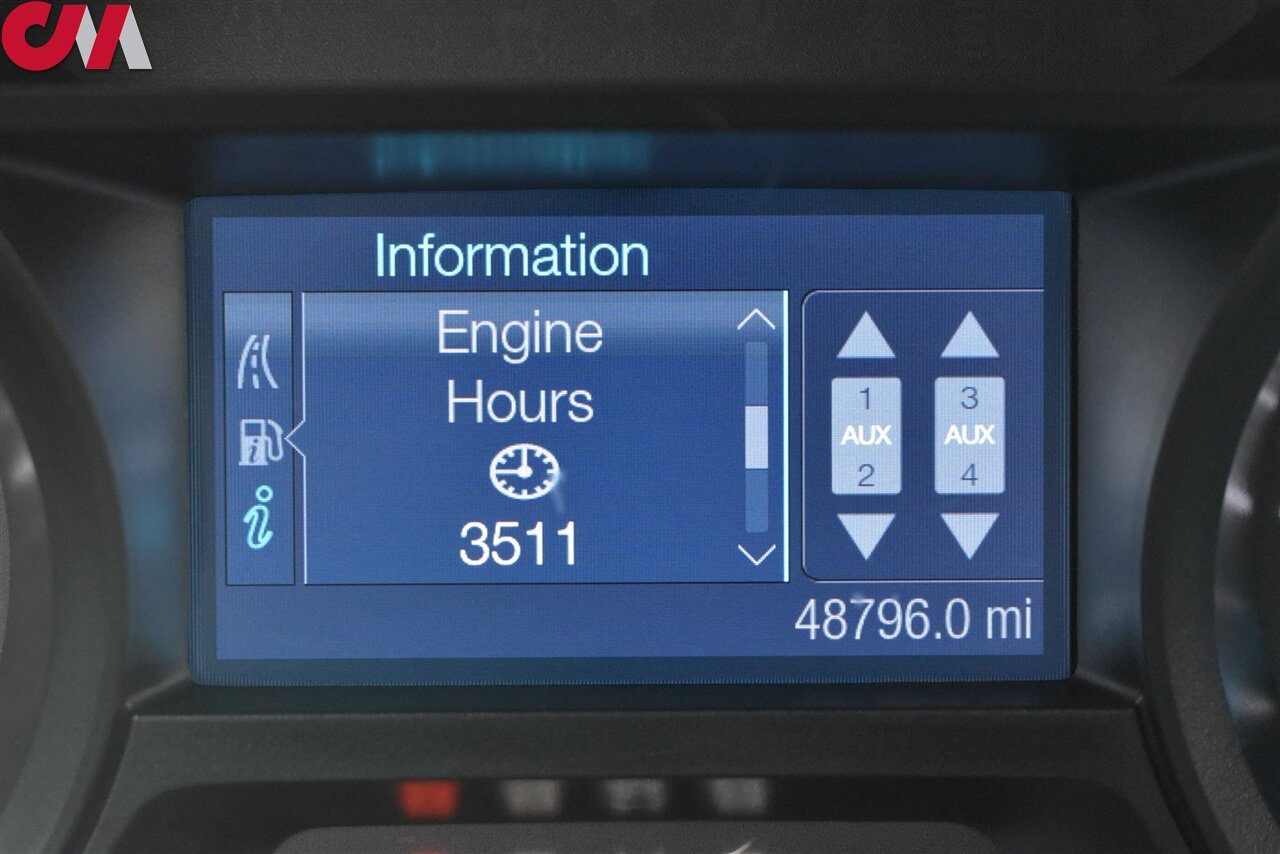 CM
Information
Engine
Hours
3511
1
AUX
2
3
AUX
4
48796.0 mi